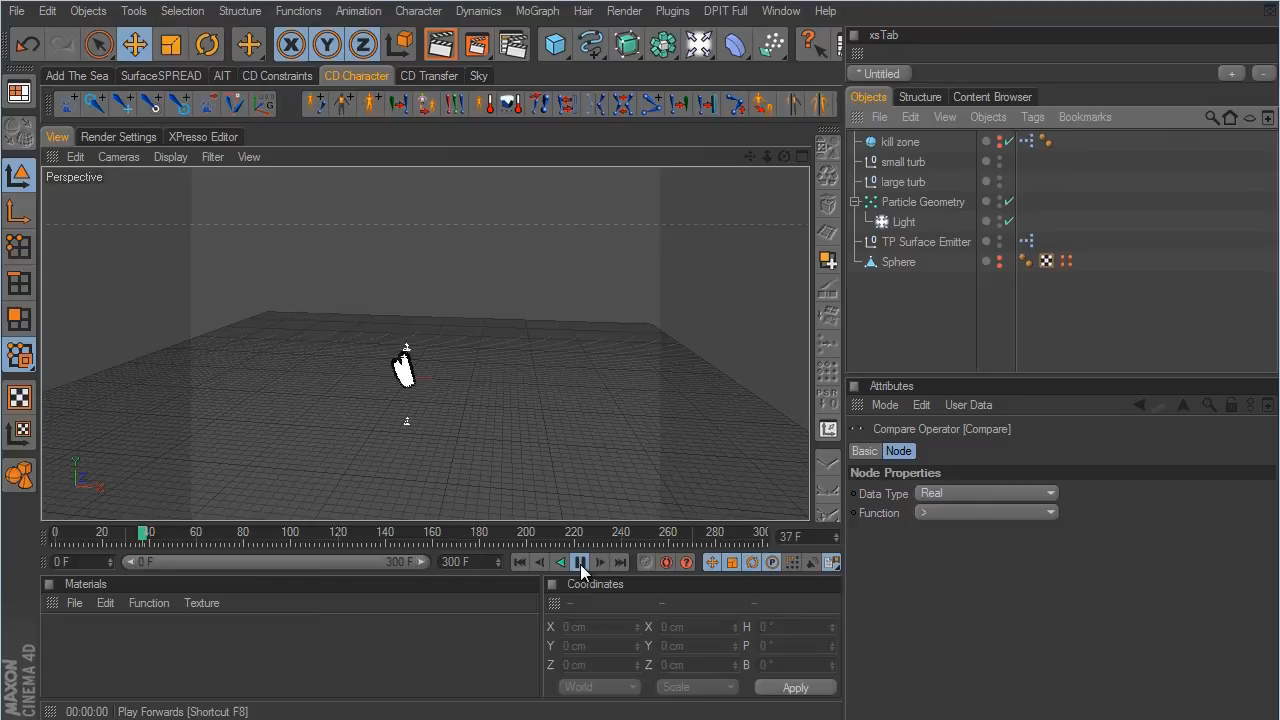 File Edit Objects Tools Selection Structure Functions Animation Character Dynamics MoGraph Hair Render Plugins DPIT Full Window Help
xsTab
* Untitled + -
Add The Sea SurfaceSPREAD AIT CD Constraints CD Character CD Transfer Sky
Objects Structure Content Browser
File Edit View Objects Tags Bookmarks
View Render Settings XPresso Editor
Edit Cameras Display Filter View
Perspective
kill zone
small turb
large turb
Particle Geometry
Light
TP Surface Emitter
Sphere
Attributes
Mode Edit User Data
Compare Operator [Compare]
Basic Node
Node Properties
Data Type Real
Function >
Y
Z
X
PSR
0 20 40 60 80 100 120 140 160 180 200 220 240 260 280 300 37 F
0 F 0 F 300 F 300 F
Materials
File Edit Function Texture
Coordinates
-- -- --
X 0 cm X 0 cm H 0 °
Y 0 cm Y 0 cm P 0 °
Z 0 cm Z 0 cm B 0 °
World Scale Apply
MAXON CINEMA 4D
00:00:00 Play Forwards [Shortcut F8]